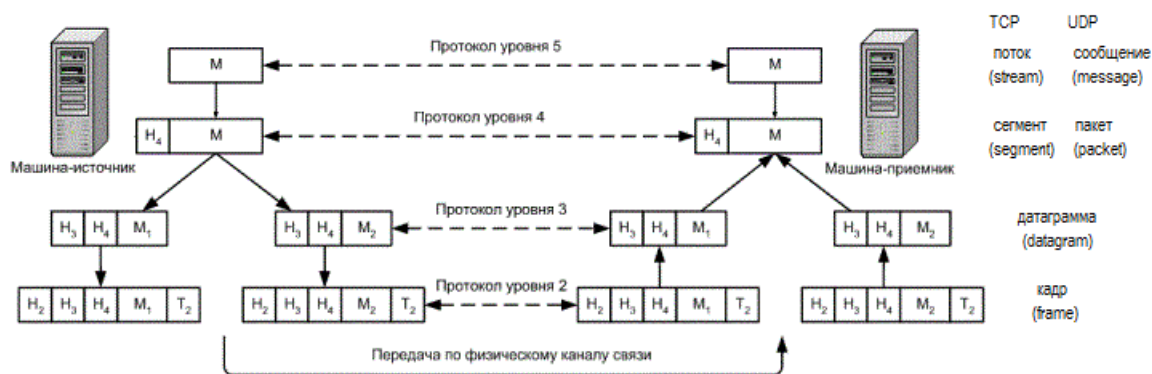 TCP UDP
Протокол уровня 5
M M
поток сообщение
(stream) (message)
Протокол уровня 4
H4 M H4 M
сегмент пакет
(segment) (packet)
Машина-источник Машина-приемник
Протокол уровня 3
H3 H4 M1 H3 H4 M2 H3 H4 M1 H3 H4 M2
датаграмма
(datagram)
Протокол уровня 2
H2 H3 H4 M1 T2 H2 H3 H4 M2 T2 H2 H3 H4 M1 T2 H2 H3 H4 M2 T2
кадр
(frame)
Передача по физическому каналу связи